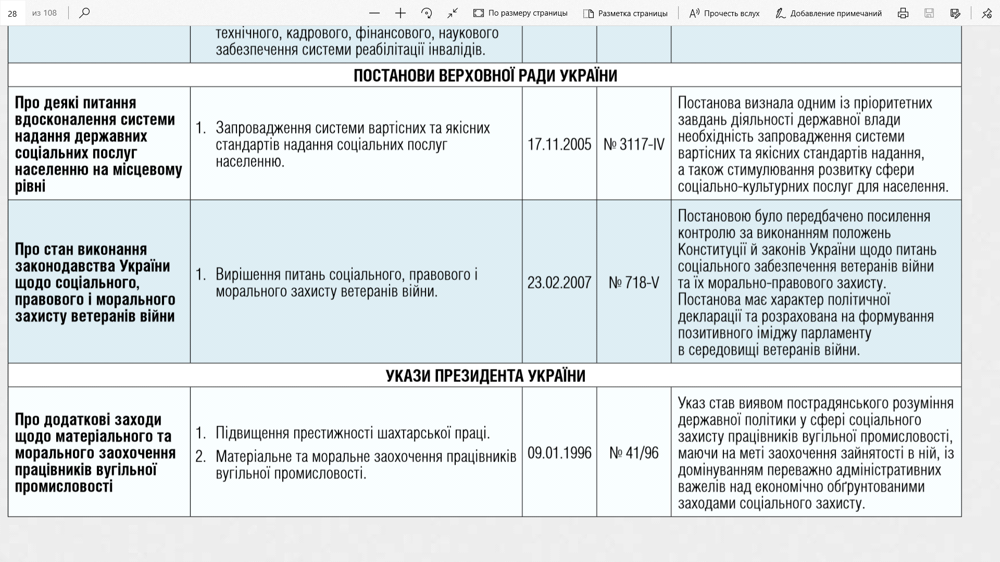 28 из 108 По размеру страницы Разметка страницы Прочесть вслух Добавление примечаний
технічного, кадрового, фінансового, наукового
забезпечення системи реабілітації інвалідів.
ПОСТАНОВИ ВЕРХОВНОЇ РАДИ УКРАЇНИ
Про деякі питання
вдосконалення системи
надання державних
соціальних послуг
населенню на місцевому
рівні
1. Запровадження системи вартісних та якісних
стандартів надання соціальних послуг
населенню.
17.11.2005
№ 3117-IV
Постанова визнала одним із пріоритетних
завдань діяльності державної влади
необхідність запровадження системи
вартісних та якісних стандартів надання,
а також стимулювання розвитку сфери
соціально-культурних послуг для населення.
Про стан виконання
законодавства України
щодо соціального,
правового і морального
захисту ветеранів війни
1. Вирішення питань соціального, правового і
морального захисту ветеранів війни.
23.02.2007
№ 718-V
Постановою було передбачено посилення
контролю за виконанням положень
Конституції й законів України щодо питань
соціального забезпечення ветеранів війни
та їх морально-правового захисту.
Постанова має характер політичної
декларації та розрахована на формування
позитивного іміджу парламенту
в середовищі ветеранів війни.
УКАЗИ ПРЕЗИДЕНТА УКРАЇНИ
Про додаткові заходи
щодо матеріального та
морального заохочення
працівників вугільної
промисловості
1. Підвищення престижності шахтарської праці.
2. Матеріальне та моральне заохочення працівників
вугільної промисловості.
09.01.1996
№ 41/96
Указ став виявом пострадянського розуміння
державної політики у сфері соціального
захисту працівників вугільної промисловості,
маючи на меті заохочення зайнятості в ній, із
домінуванням переважно адміністративних
важелів над економічно обґрунтованими
заходами соціального захисту.